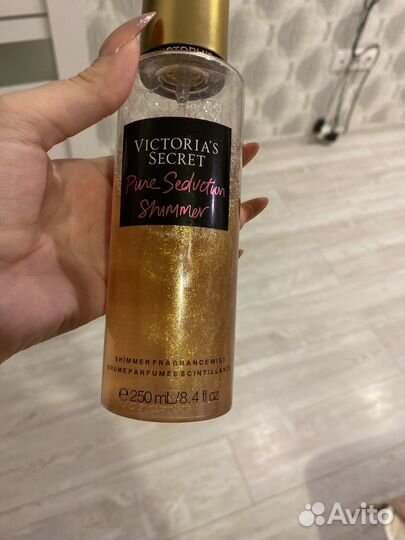 VICTORIA'S
SECRET
Pure Seduction
Shimmer
SHIMMER FRAGRANCE MIST
BRUME PARFUMÉE SCINTILLANTE
℮ 250 mL/8.4 fl oz
Avito